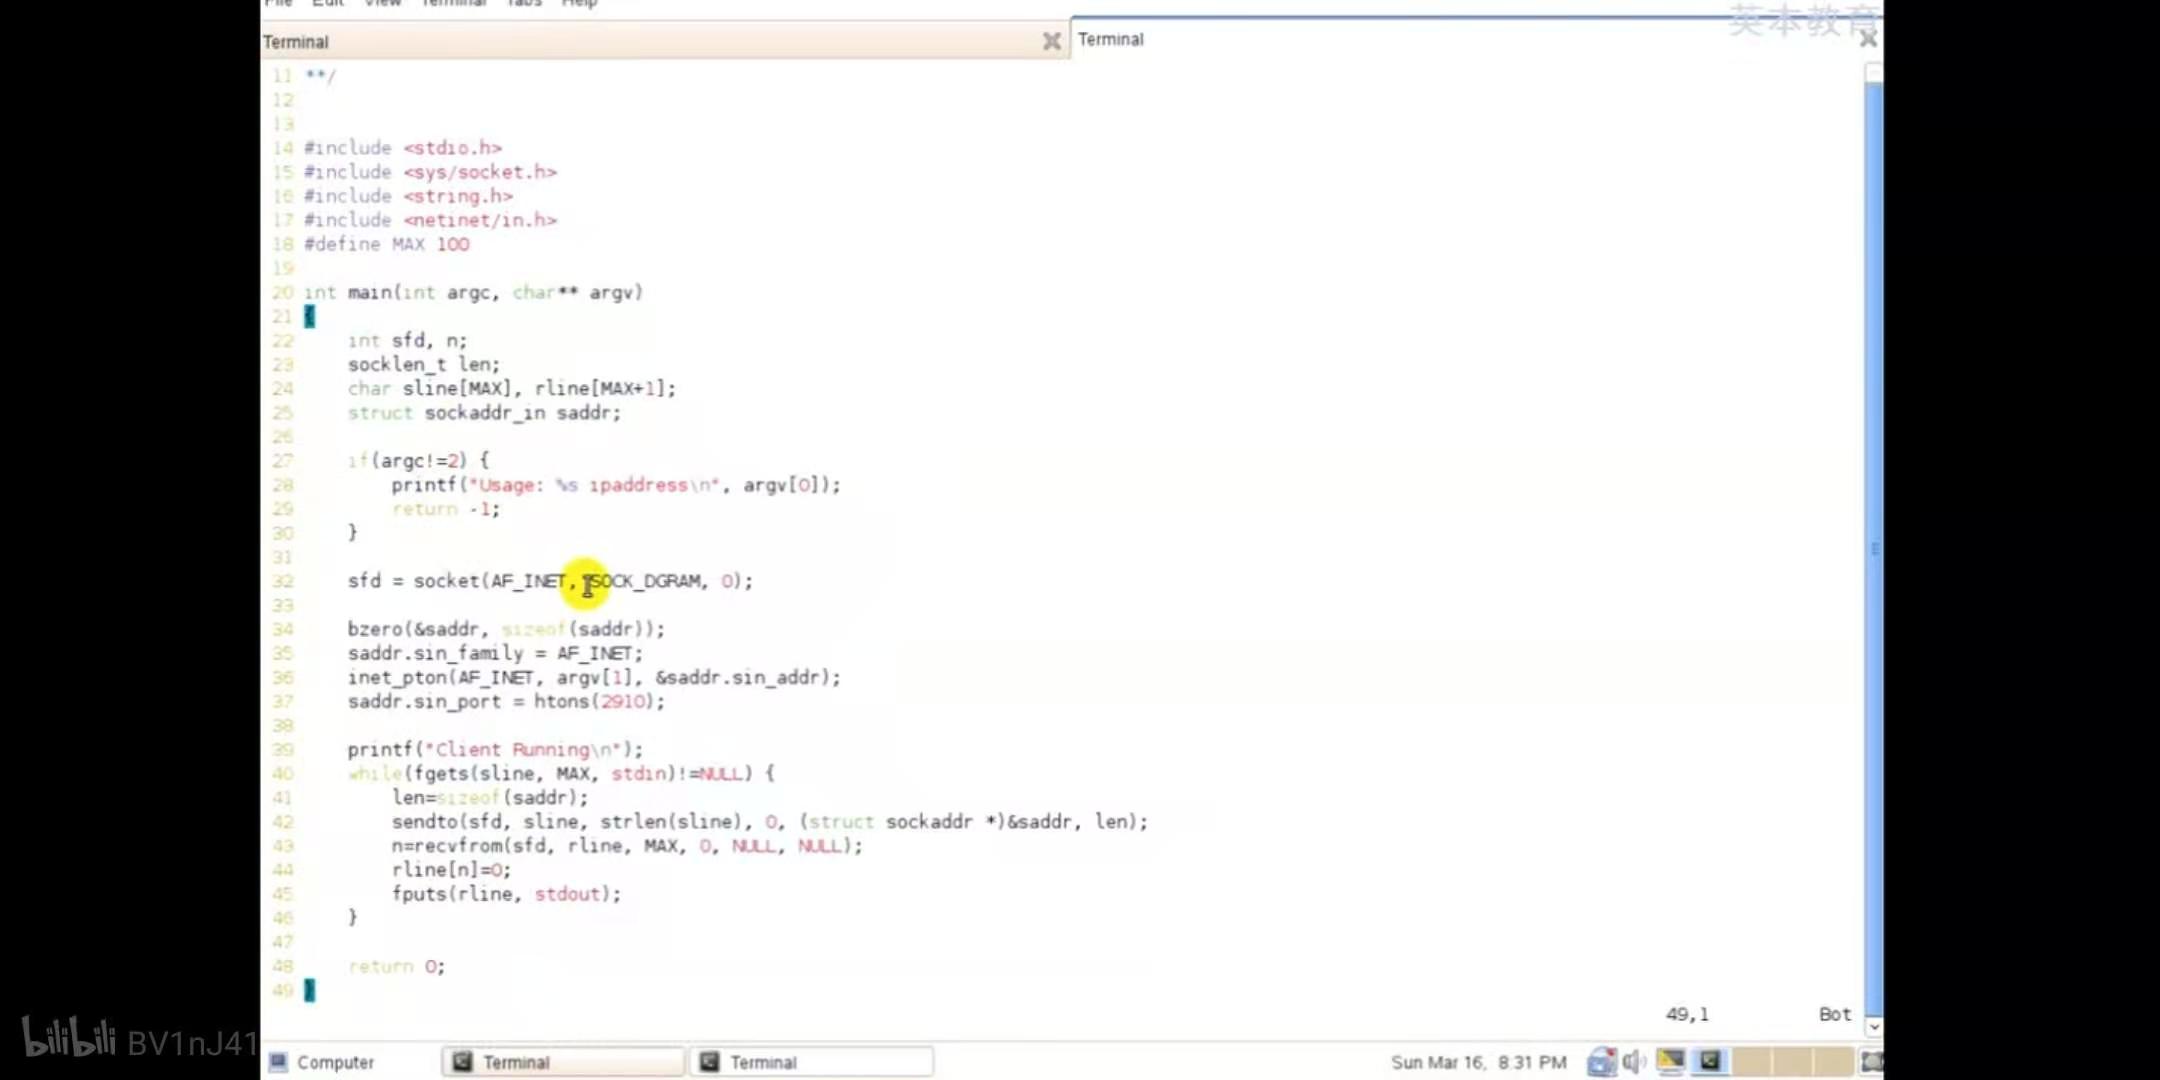 File Edit View Terminal Tabs Help
英本教育
Terminal
Terminal
11 **/
12
13
14 #include <stdio.h>
15 #include <sys/socket.h>
16 #include <string.h>
17 #include <netinet/in.h>
18 #define MAX 100
19
20 int main(int argc, char** argv)
21 {
22     int sfd, n;
23     socklen_t len;
24     char sline[MAX], rline[MAX+1];
25     struct sockaddr_in saddr;
26
27     if(argc!=2) {
28         printf("Usage: %s ipaddress\n", argv[0]);
29         return -1;
30     }
31
32     sfd = socket(AF_INET, SOCK_DGRAM, 0);
33
34     bzero(&saddr, sizeof(saddr));
35     saddr.sin_family = AF_INET;
36     inet_pton(AF_INET, argv[1], &saddr.sin_addr);
37     saddr.sin_port = htons(2910);
38
39     printf("Client Running\n");
40     while(fgets(sline, MAX, stdin)!=NULL) {
41         len=sizeof(saddr);
42         sendto(sfd, sline, strlen(sline), 0, (struct sockaddr *)&saddr, len);
43         n=recvfrom(sfd, rline, MAX, 0, NULL, NULL);
44         rline[n]=0;
45         fputs(rline, stdout);
46     }
47
48     return 0;
49 }
49,1 Bot
bilibili BV1nJ41
Computer Terminal Terminal Sun Mar 16, 8:31 PM